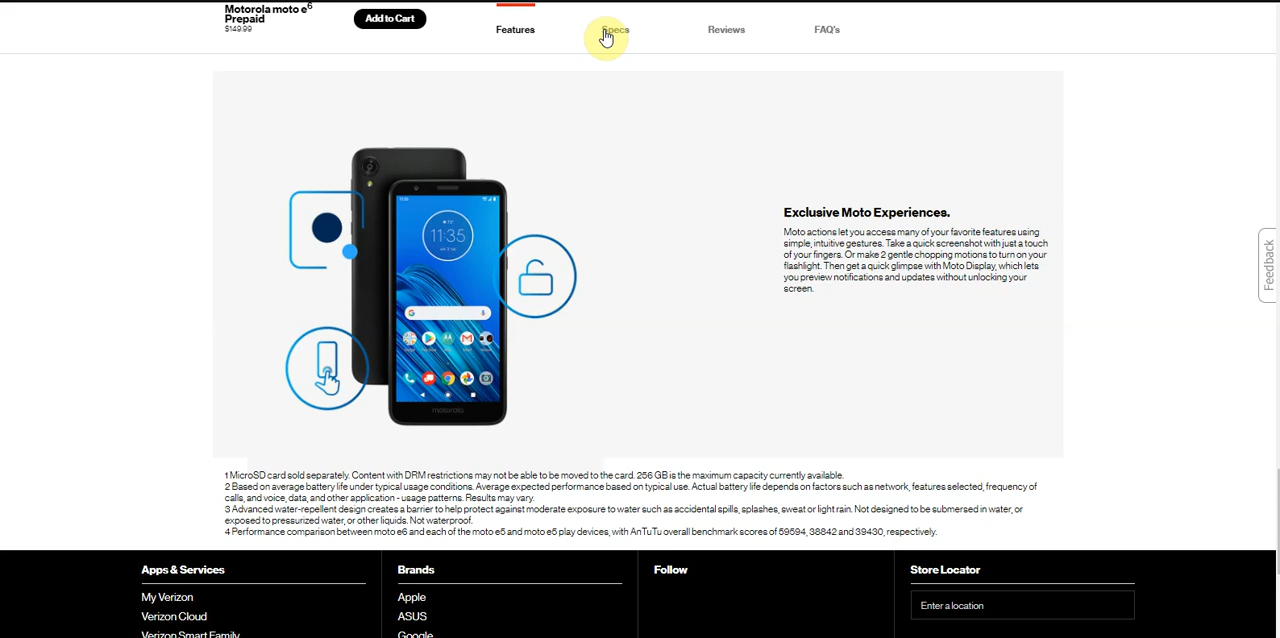 Motorola moto e6
Prepaid
$149.99
Add to Cart
Features
Specs
Reviews
FAQ's
11:35
motorola
Exclusive Moto Experiences.
Moto actions let you access many of your favorite features using
simple, intuitive gestures. Take a quick screenshot with just a touch
of your fingers. Or make 2 gentle chopping motions to turn on your
flashlight. Then get a quick glimpse with Moto Display, which lets
you preview notifications and updates without unlocking your
screen.
Feedback
1 MicroSD card sold separately. Content with DRM restrictions may not be able to be moved to the card. 256 GB is the maximum capacity currently available.
2 Based on average battery life under typical usage conditions. Average expected performance based on typical use. Actual battery life depends on factors such as network, features selected, frequency of
calls, and voice, data, and other application - usage patterns. Results may vary.
3 Advanced water-repellent design creates a barrier to help protect against moderate exposure to water such as accidental spills, splashes, sweat or light rain. Not designed to be submersed in water, or
exposed to pressurized water, or other liquids. Not waterproof.
4 Performance comparison between moto e6 and each of the moto e5 and moto e5 play devices, with AnTuTu overall benchmark scores of 59594, 38842 and 39430, respectively.
Apps & Services
My Verizon
Verizon Cloud
Verizon Smart Family
Brands
Apple
ASUS
Google
Follow
Store Locator
Enter a location